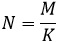 N = M/K